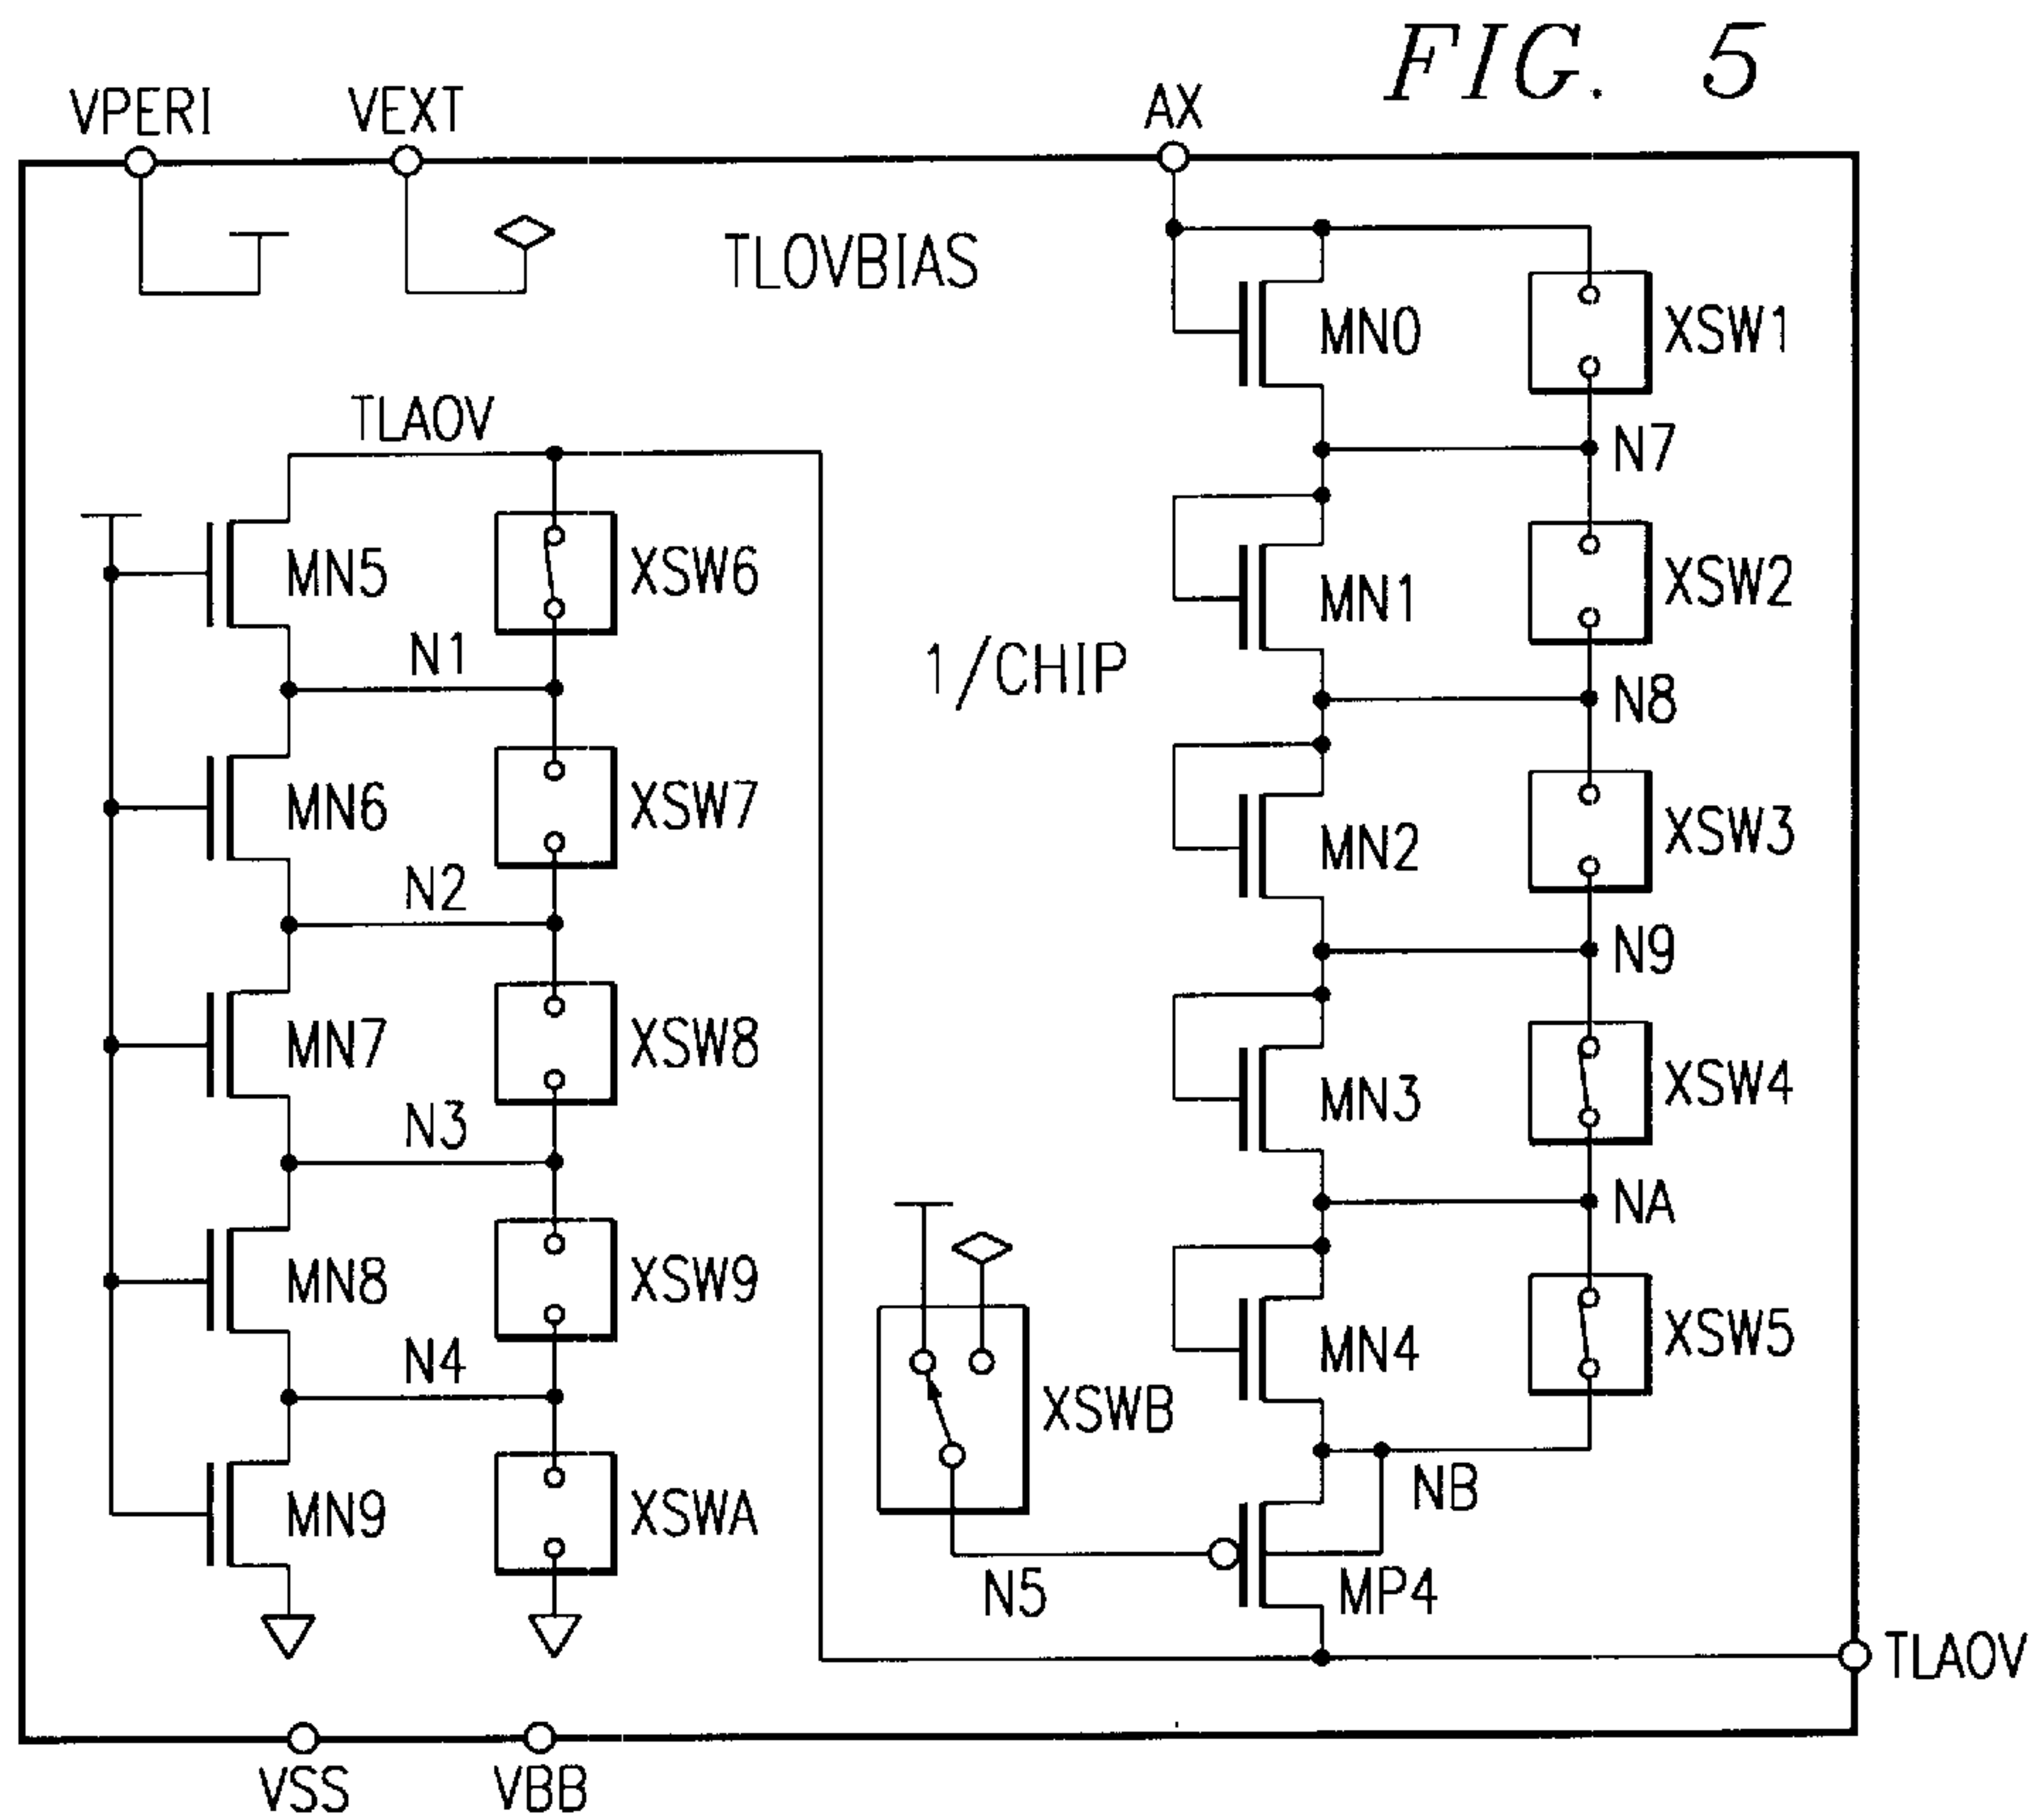 FIG. 5
VPERI
VEXT
AX
TLOVBIAS
MN0
XSW1
TLAOV
N7
MN5
XSW6
MN1
XSW2
N1
1/CHIP
N8
MN6
XSW7
MN2
XSW3
N2
N9
MN7
XSW8
MN3
XSW4
N3
NA
MN8
XSW9
MN4
XSW5
N4
XSWB
NB
MN9
XSWA
N5
MP4
TLAOV
VSS
VBB